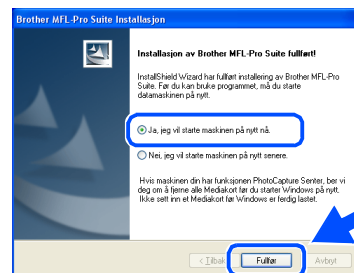 Brother MFL-Pro Suite Installasjon
Installasjon av Brother MFL-Pro Suite fullført!
InstallShield Wizard har fullført installering av Brother MFL-Pro
Suite. Før du kan bruke programmet, må du starte
datamaskinen på nytt.
Ja, jeg vil starte maskinen på nytt nå.
Nei, jeg vil starte maskinen på nytt senere.
Hvis maskinen din har funksjonen PhotoCapture Center, ber vi
deg om å fjerne alle Mediakort før du starter Windows på nytt.
Ikke sett inn et Mediakort før Windows er ferdig lastet.
< Tilbake Fullfør Avbryt